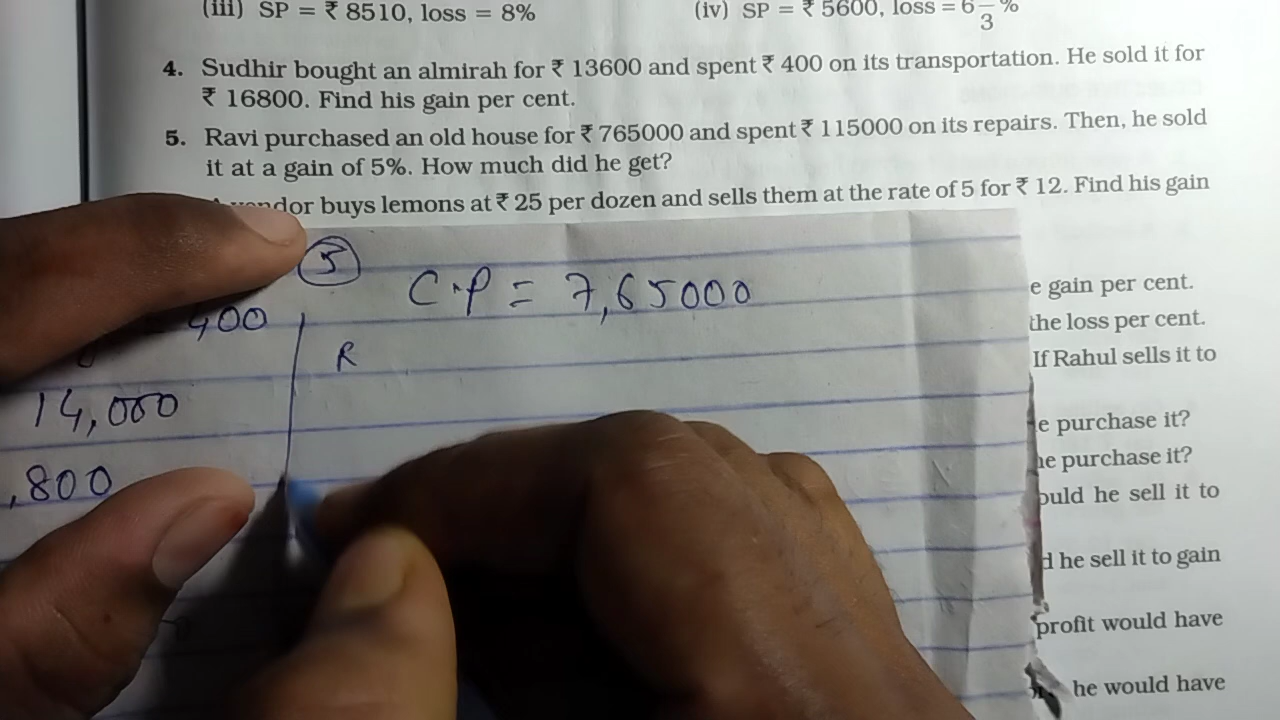 (iii) SP = ₹ 8510, loss = 8% (iv) SP = ₹ 5600, loss = 6 /3 %
4. Sudhir bought an almirah for ₹ 13600 and spent ₹ 400 on its transportation. He sold it for
₹ 16800. Find his gain per cent.
5. Ravi purchased an old house for ₹ 765000 and spent ₹ 115000 on its repairs. Then, he sold
it at a gain of 5%. How much did he get?
buys lemons at ₹ 25 per dozen and sells them at the rate of 5 for ₹ 12. Find his gain
5 C.P = 7,65000
e gain per cent.
400
the loss per cent.
R
If Rahul sells it to
14,000
e purchase it?
he purchase it?
,800
ould he sell it to
d he sell it to gain
profit would have
he would have